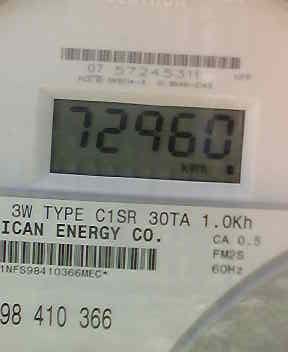 07 57245311
72960
3W TYPE C1SR 30TA 1.0Kh
ICAN ENERGY CO.
CA 0.5
FM2S
60Hz
1NFS98410366MEC*
98 410 366